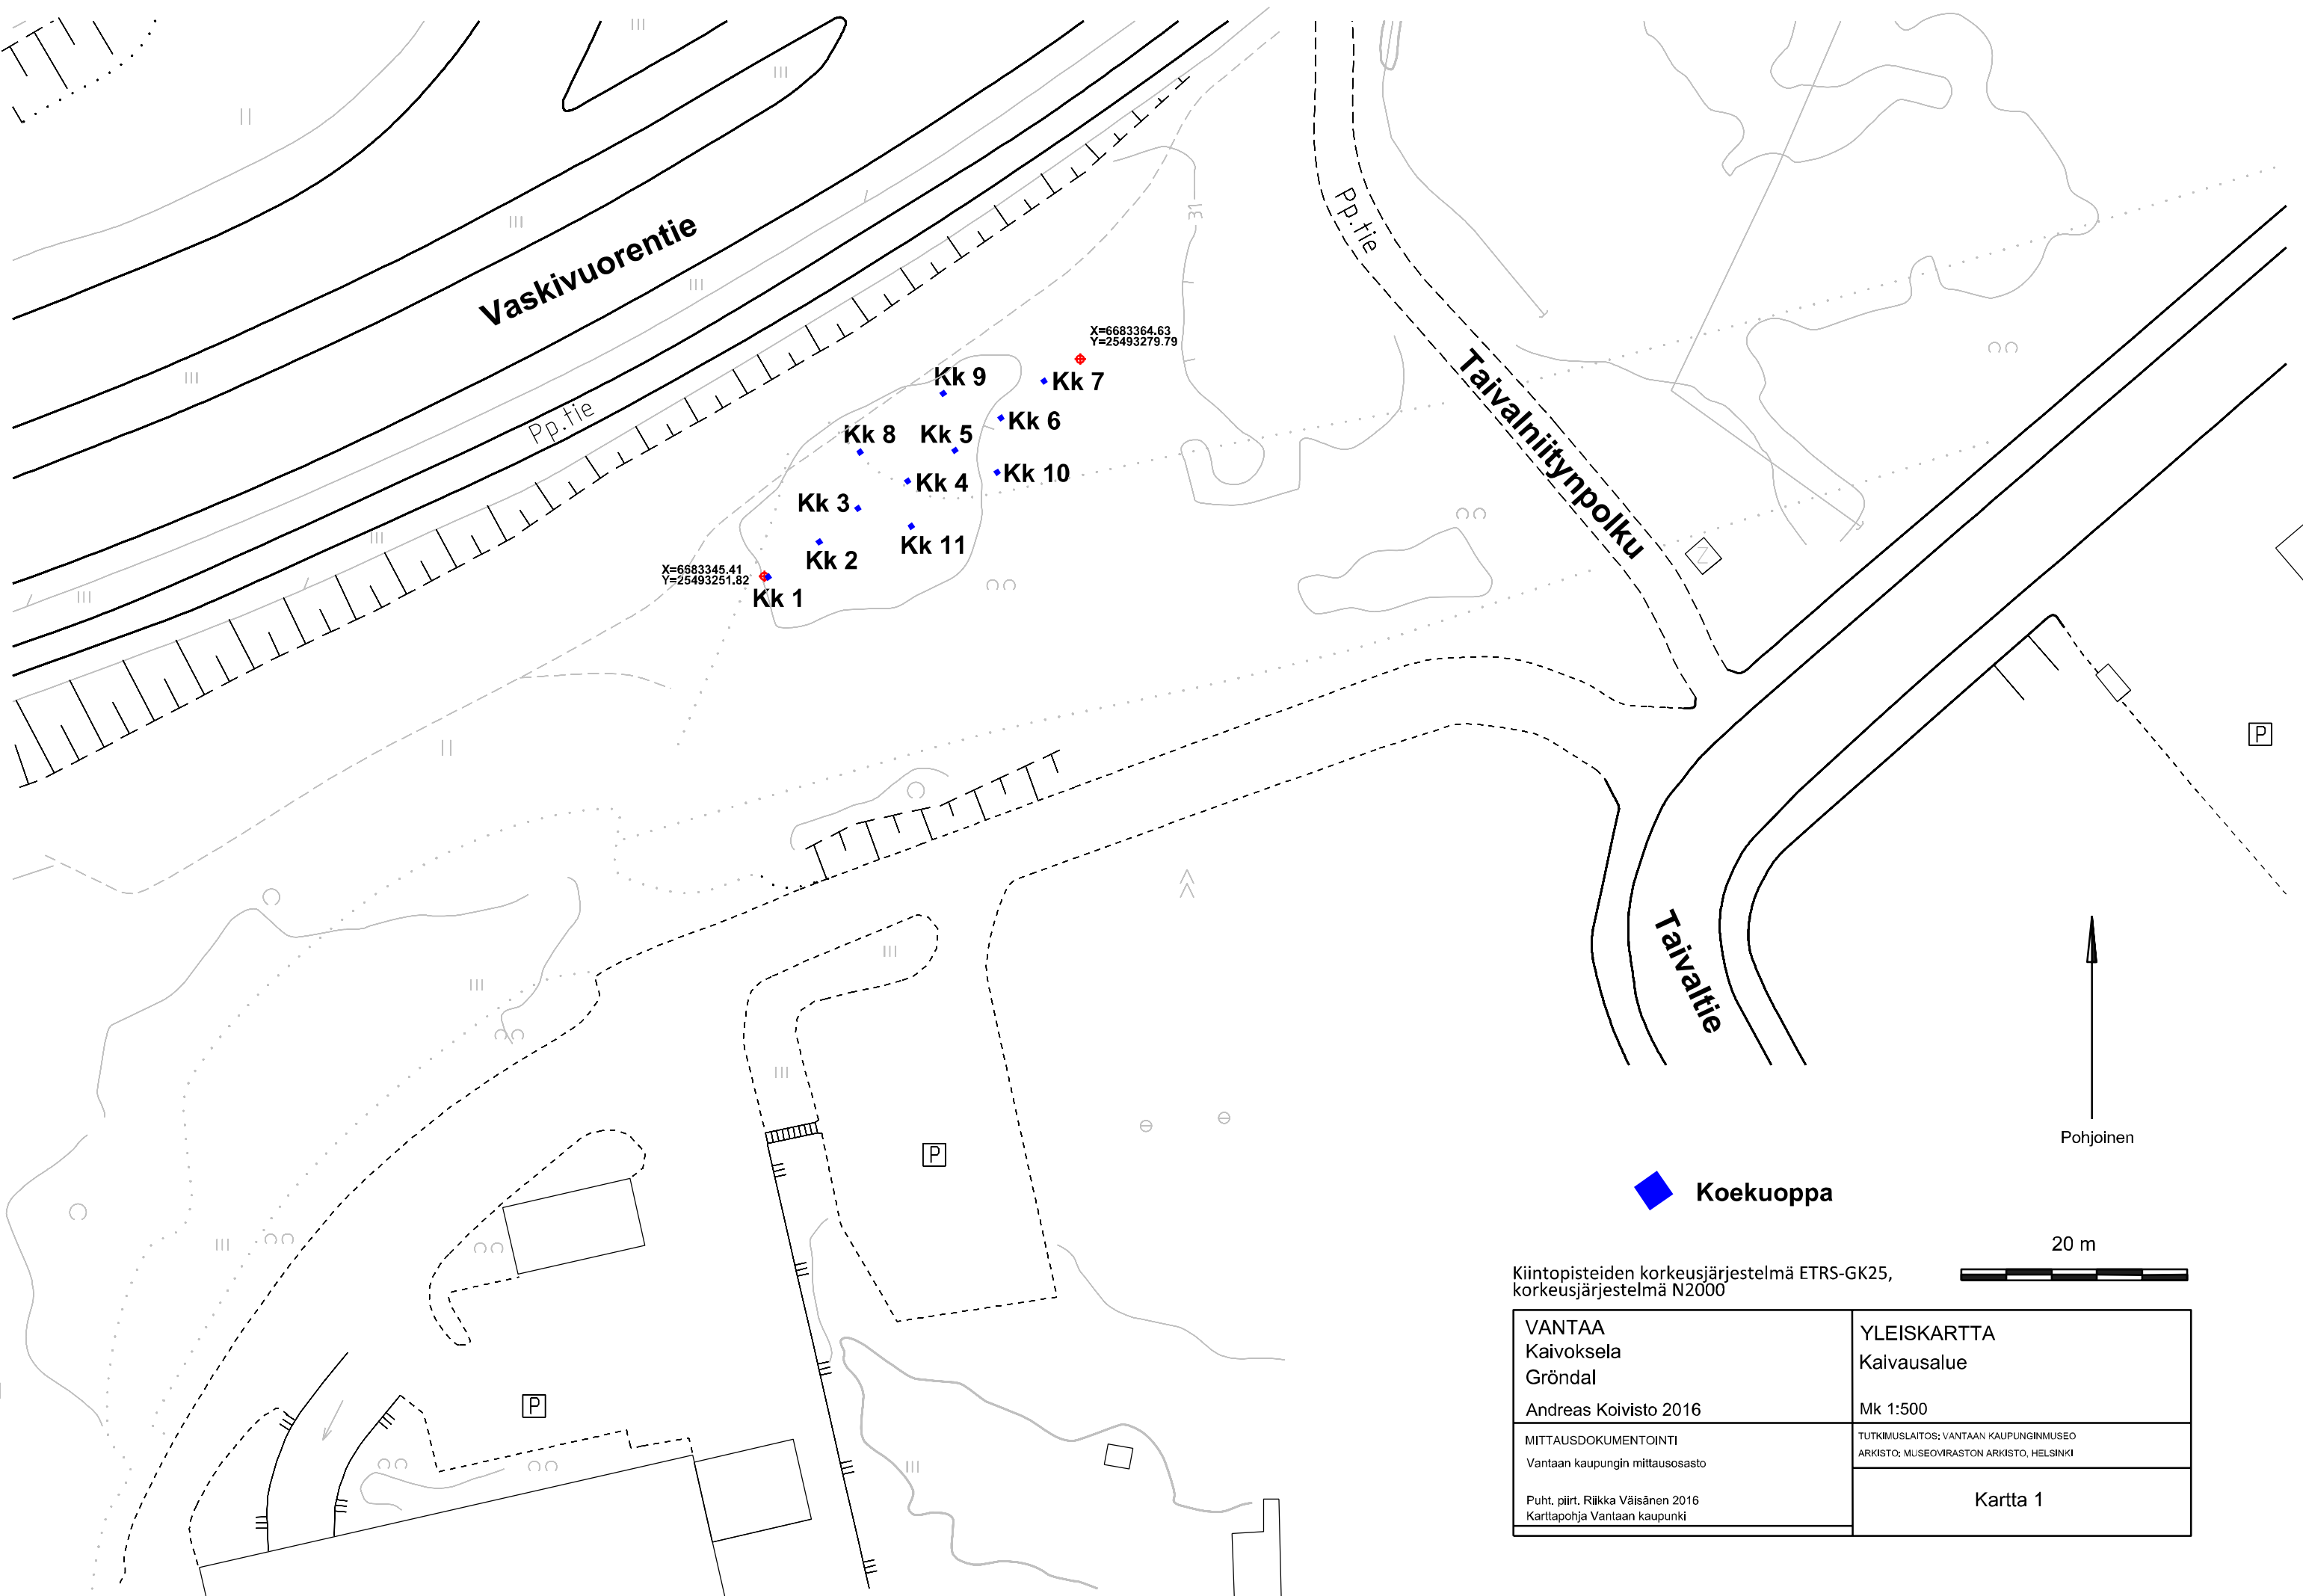 Vaskivuorentie
Pp.tie
Pp.tie
31
Taivalniitynpolku
X=6683364.63
Y=25493279.79
Kk 9
Kk 7
Kk 6
Kk 8
Kk 5
Kk 10
Kk 4
Kk 3
Kk 11
Kk 2
X=6683345.41
Y=25493251.82
Kk 1
Z
P
Taivaltie
P
P
Pohjoinen
Koekuoppa
20 m
Kiintopisteiden korkeusjärjestelmä ETRS-GK25,
korkeusjärjestelmä N2000
VANTAA
Kaivoksela
Gröndal
Andreas Koivisto 2016
YLEISKARTTA
Kaivausalue
Mk 1:500
MITTAUSDOKUMENTOINTI
Vantaan kaupungin mittausosasto
Puht. piirt. Riikka Väisänen 2016
Karttapohja Vantaan kaupunki
TUTKIMUSLAITOS: VANTAAN KAUPUNGINMUSEO
ARKISTO: MUSEOVIRASTON ARKISTO, HELSINKI
Kartta 1